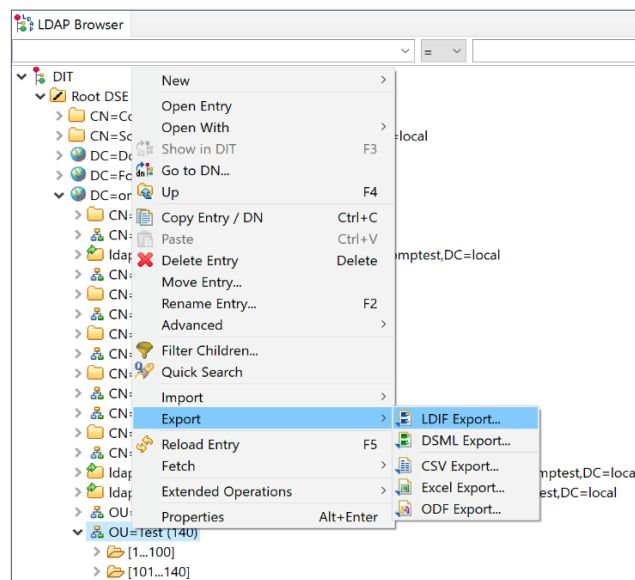 LDAP Browser
=
DIT
Root DSE
New
CN=Co
Open Entry
CN=Sc
Open With
=local
DC=Do
Show in DIT F3
DC=Fo
Go to DN...
DC=on
Up F4
CN=
Copy Entry / DN Ctrl+C
CN=
Paste Ctrl+V
ldap
Delete Entry Delete
mptest,DC=local
CN=
Move Entry...
CN=
Rename Entry... F2
CN=
Advanced
CN=
Filter Children...
CN=
Quick Search
CN=
Import
CN=
Export
LDIF Export...
CN=
Reload Entry F5
DSML Export...
CN=
Fetch
CSV Export...
ldap
mptest,DC=loca
ldap
Extended Operations
Excel Export...
est,DC=local
OU=
Properties Alt+Enter
ODF Export...
OU=Test (140)
[1...100]
[101...140]